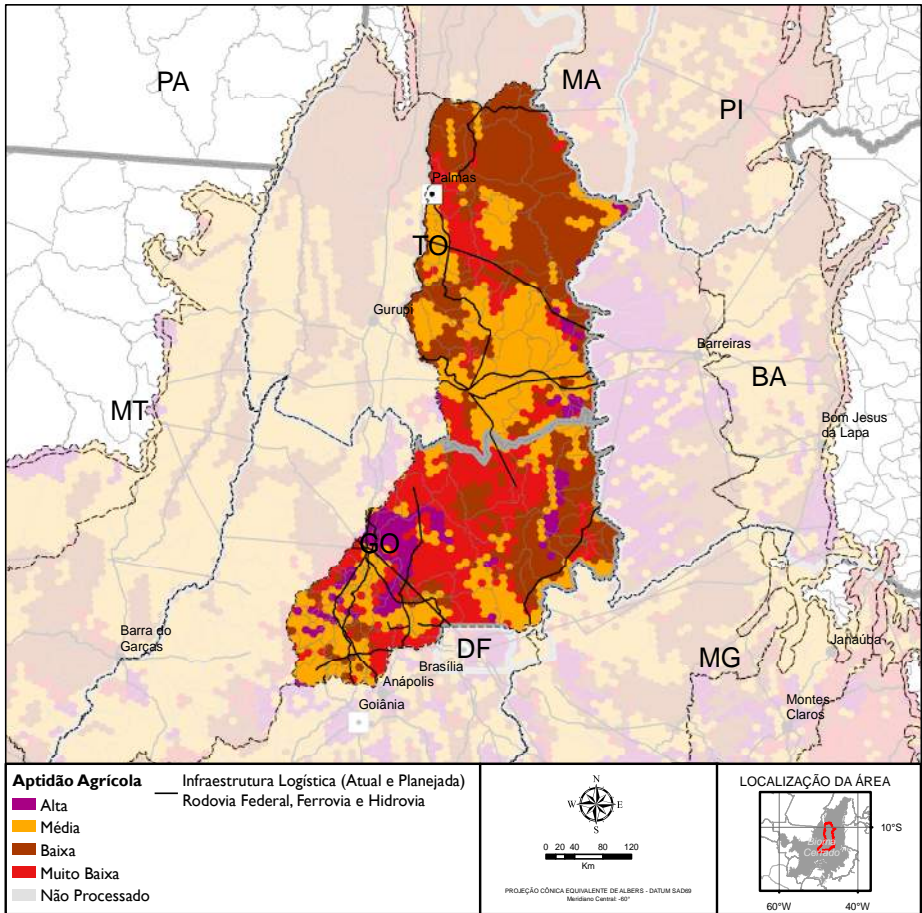 PA
MA
PI
Palmas
TO
Gurupi
Barreiras
BA
MT
Bom Jesus
da Lapa
GO
Barra do
Garças
DF
Brasília
MG
Janaúba
Anápolis
Goiânia
Montes-
Claros
Aptidão Agrícola
Alta
Média
Baixa
Muito Baixa
Não Processado
Infraestrutura Logística (Atual e Planejada)
Rodovia Federal, Ferrovia e Hidrovia
N
W E
S
0 20 40 80 120
Km
PROJEÇÃO CÔNICA EQUIVALENTE DE ALBERS - DATUM SAD69
Meridiano Central: -60°
LOCALIZAÇÃO DA ÁREA
10°S
Bioma
Cerrado
60°W 40°W